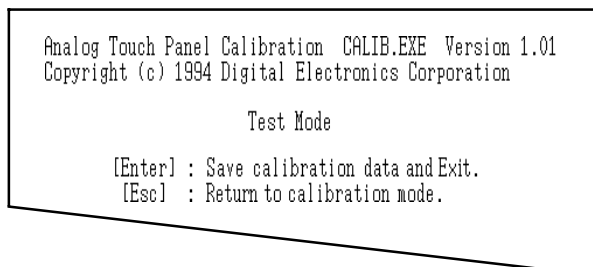 Analog Touch Panel Calibration CALIB.EXE Version 1.01
Copyright (c) 1994 Digital Electronics Corporation
Test Mode
[Enter] : Save calibration data and Exit.
[Esc] : Return to calibration mode.